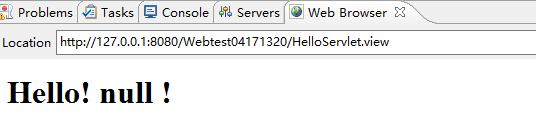 Problems Tasks Console Servers Web Browser
Location http://127.0.0.1:8080/Webtest04171320/HelloServlet.view
Hello! null !